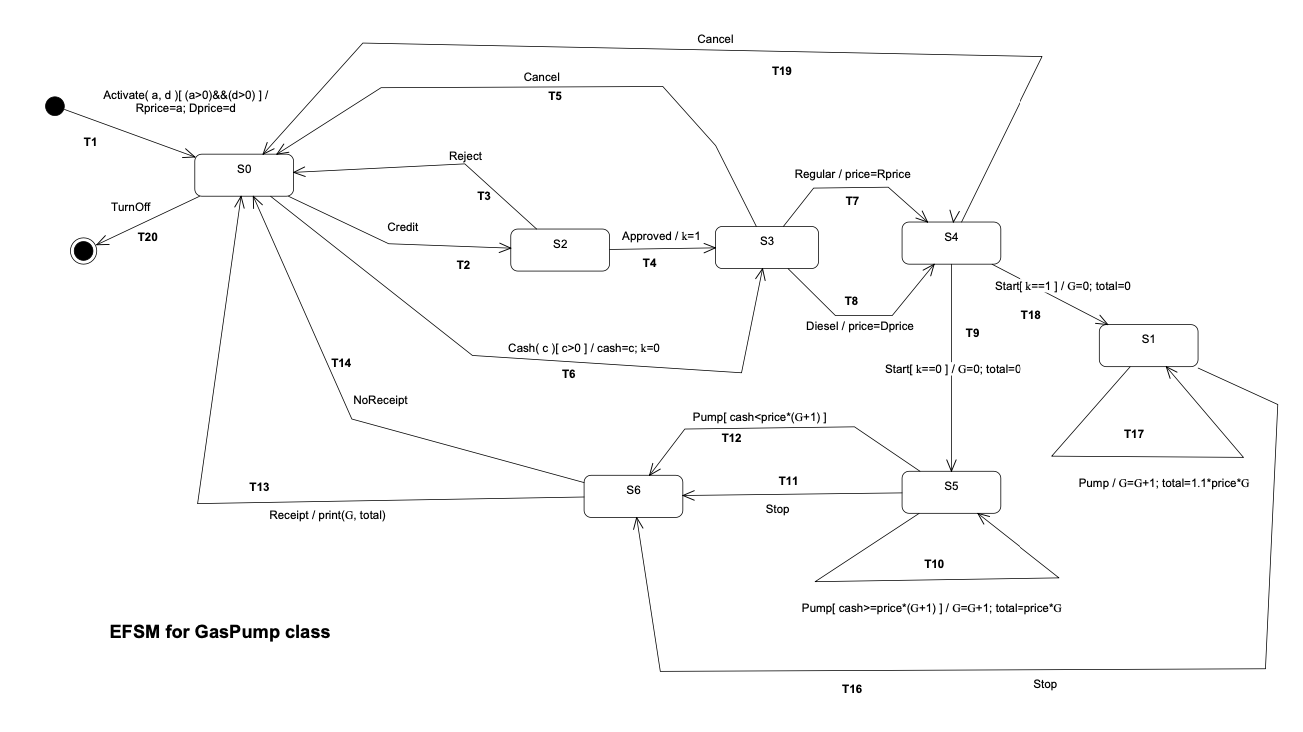 Cancel
T19
Cancel
T5
Activate( a, d )[ (a>0)&&(d>0) ] /
Rprice=a; Dprice=d
T1
S0
Reject
T3
Regular / price=Rprice
T7
TurnOff
T20
Credit
T2
S2
Approved / k=1
T4
S3
S4
Start[ k==1 ] / G=0; total=0
T18
T8
Diesel / price=Dprice
T9
S1
Cash( c )[ c>0 ] / cash=c; k=0
T6
T14
Start[ k==0 ] / G=0; total=0
NoReceipt
Pump[ cash<price*(G+1) ]
T12
T17
Pump / G=G+1; total=1.1*price*G
T13
Receipt / print(G, total)
S6
T11
Stop
S5
T10
Pump[ cash>=price*(G+1) ] / G=G+1; total=price*G
EFSM for GasPump class
T16
Stop